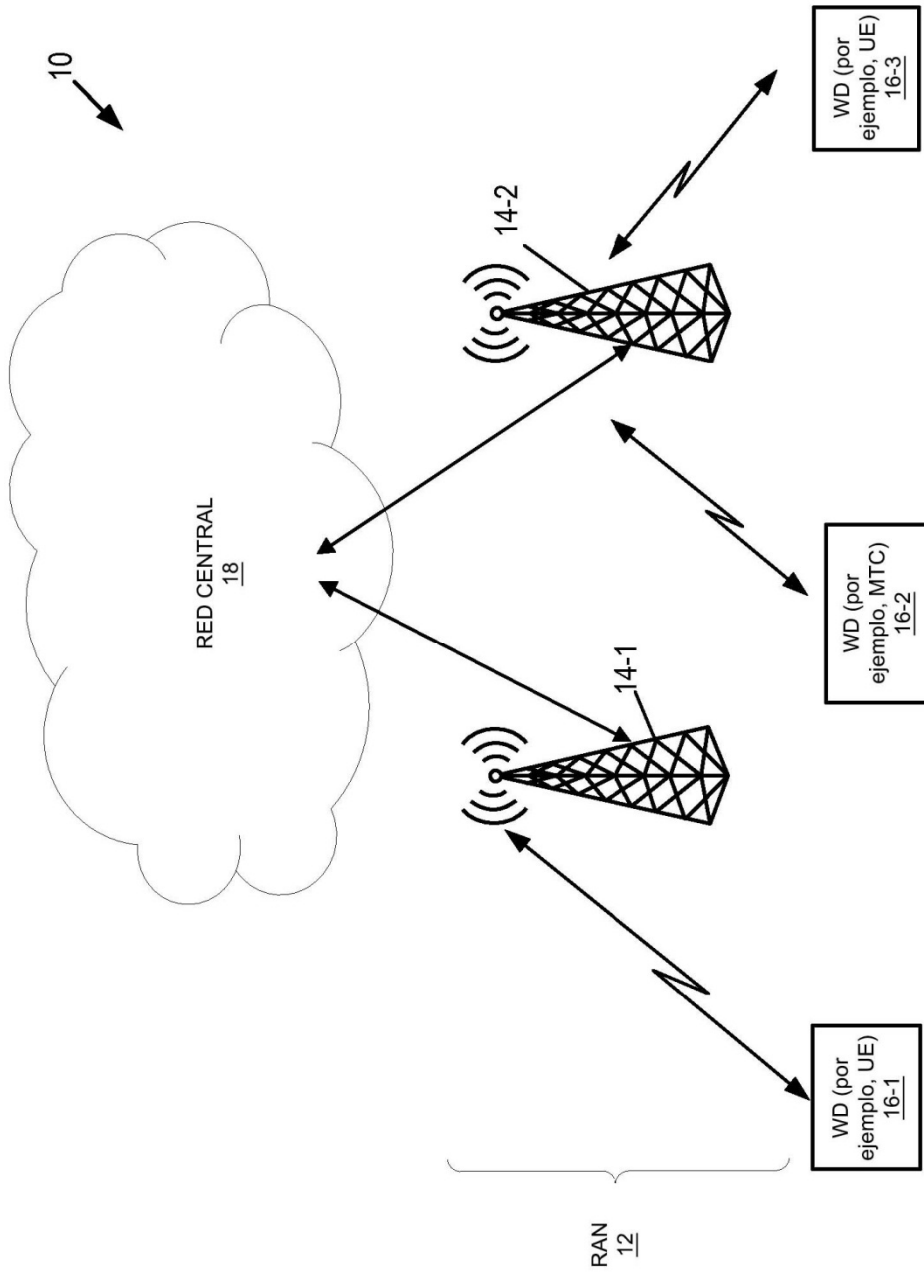 10
RED CENTRAL
18
14-2
14-1
RAN
12
WD (por
ejemplo, UE)
16-1
WD (por
ejemplo, MTC)
16-2
WD (por
ejemplo, UE)
16-3